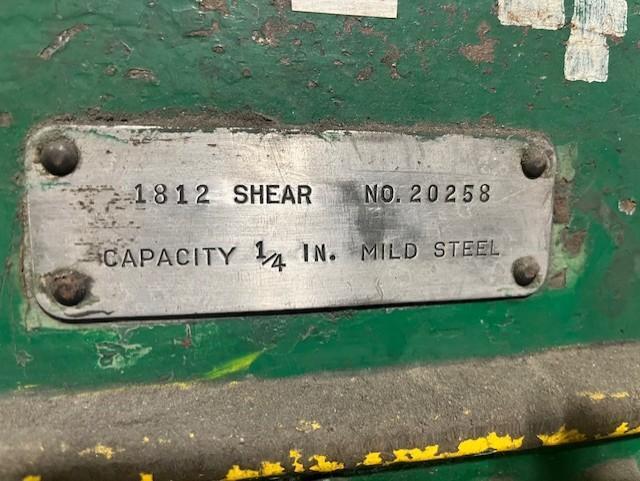 1812 SHEAR NO. 20258
CAPACITY 1/4 IN. MILD STEEL